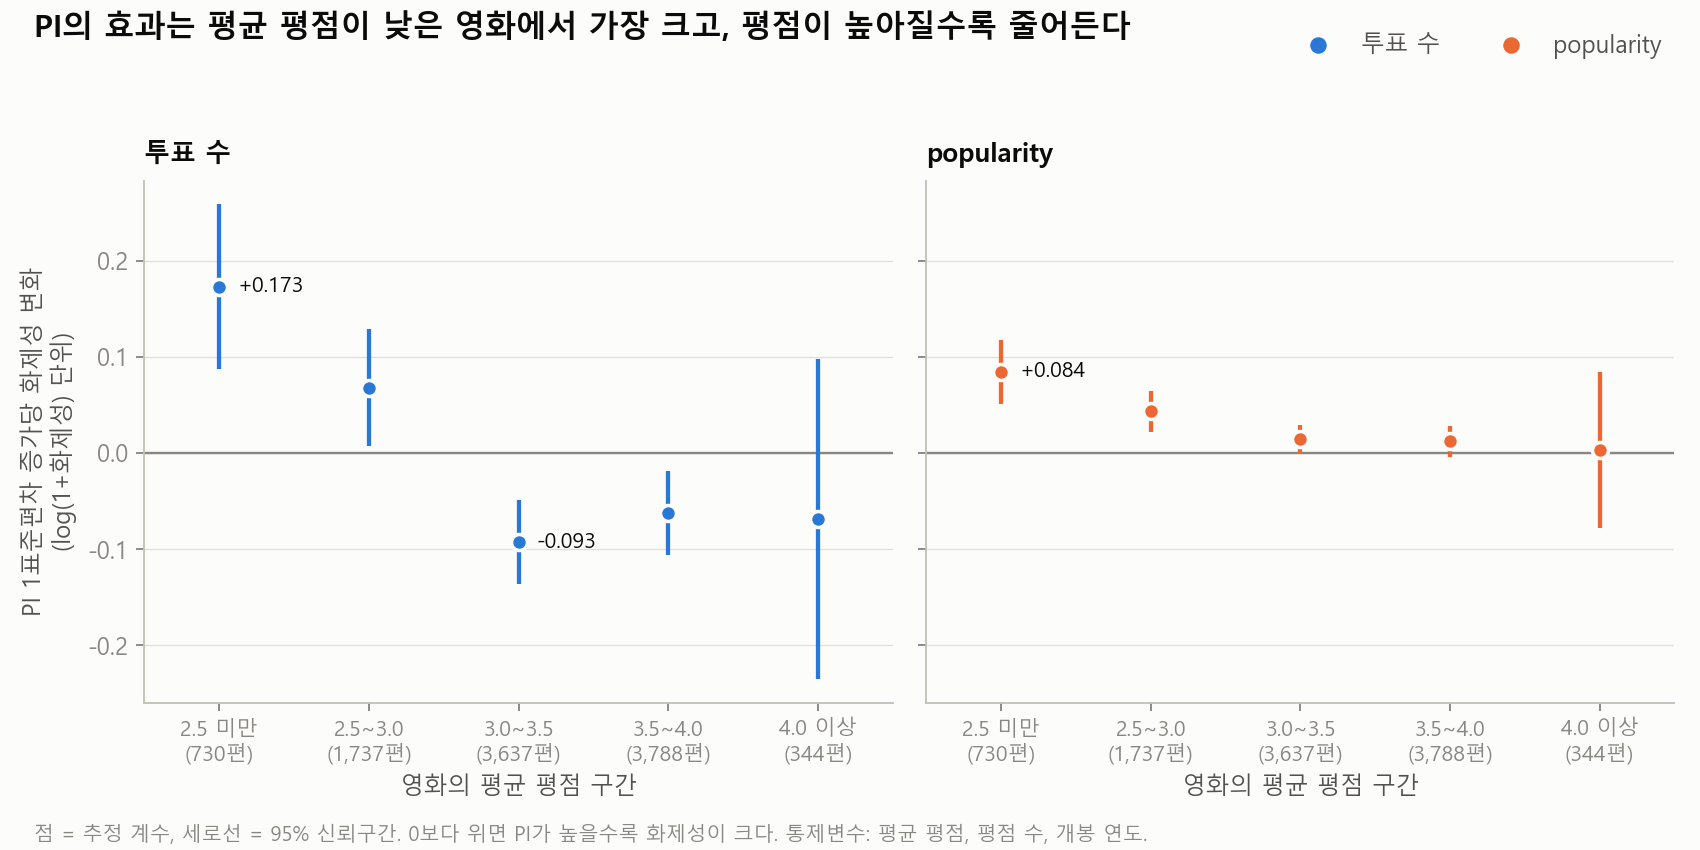 PI의 효과는 평균 평점이 낮은 영화에서 가장 크고, 평점이 높아질수록 줄어든다
투표 수
popularity
투표 수
popularity
PI 1표준편차 증가당 화제성 변화
(log(1+화제성) 단위)
0.2
0.1
0.0
-0.1
-0.2
+0.173
-0.093
+0.084
2.5 미만
(730편)
2.5~3.0
(1,737편)
3.0~3.5
(3,637편)
3.5~4.0
(3,788편)
4.0 이상
(344편)
영화의 평균 평점 구간
2.5 미만
(730편)
2.5~3.0
(1,737편)
3.0~3.5
(3,637편)
3.5~4.0
(3,788편)
4.0 이상
(344편)
영화의 평균 평점 구간
점 = 추정 계수, 세로선 = 95% 신뢰구간. 0보다 위면 PI가 높을수록 화제성이 크다. 통제변수: 평균 평점, 평점 수, 개봉 연도.